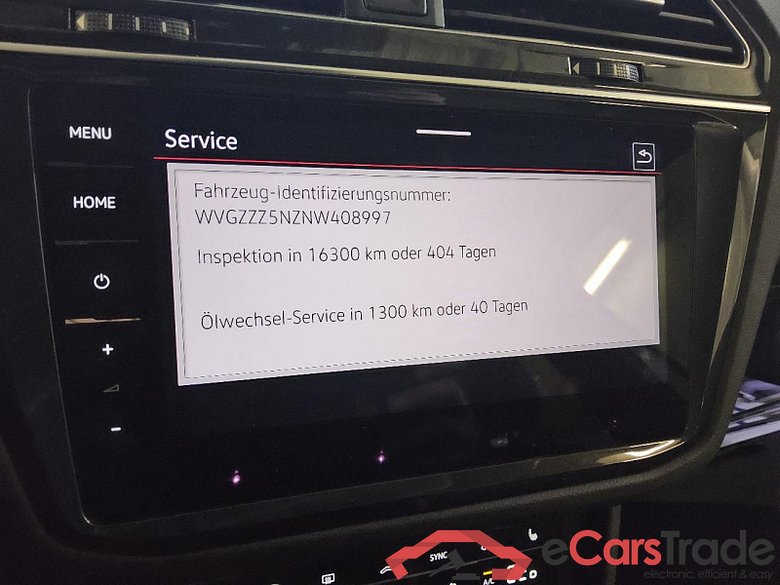 MENU
Service
HOME
Fahrzeug-Identifizierungsnummer:
WVGZZZ5NZNW408997
Inspektion in 16300 km oder 404 Tagen
Ölwechsel-Service in 1300 km oder 40 Tagen
+
-
SYNC
A/C
eCarsTrade
electronic, efficient & easy